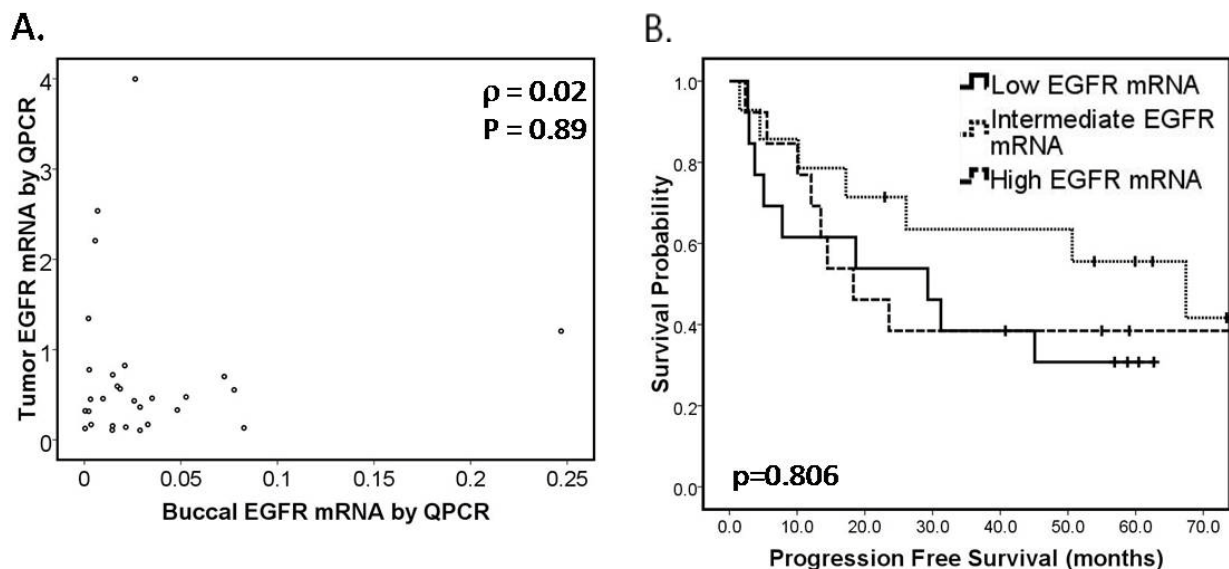 A.
ρ = 0.02
P = 0.89
Tumor EGFR mRNA by QPCR
4
3
2
1
0
0 0.05 0.1 0.15 0.2 0.25
Buccal EGFR mRNA by QPCR
B.
Low EGFR mRNA
Intermediate EGFR
mRNA
High EGFR mRNA
Survival Probability
1.0
0.8
0.6
0.4
0.2
0.0
p=0.806
0.0 10.0 20.0 30.0 40.0 50.0 60.0 70.0
Progression Free Survival (months)